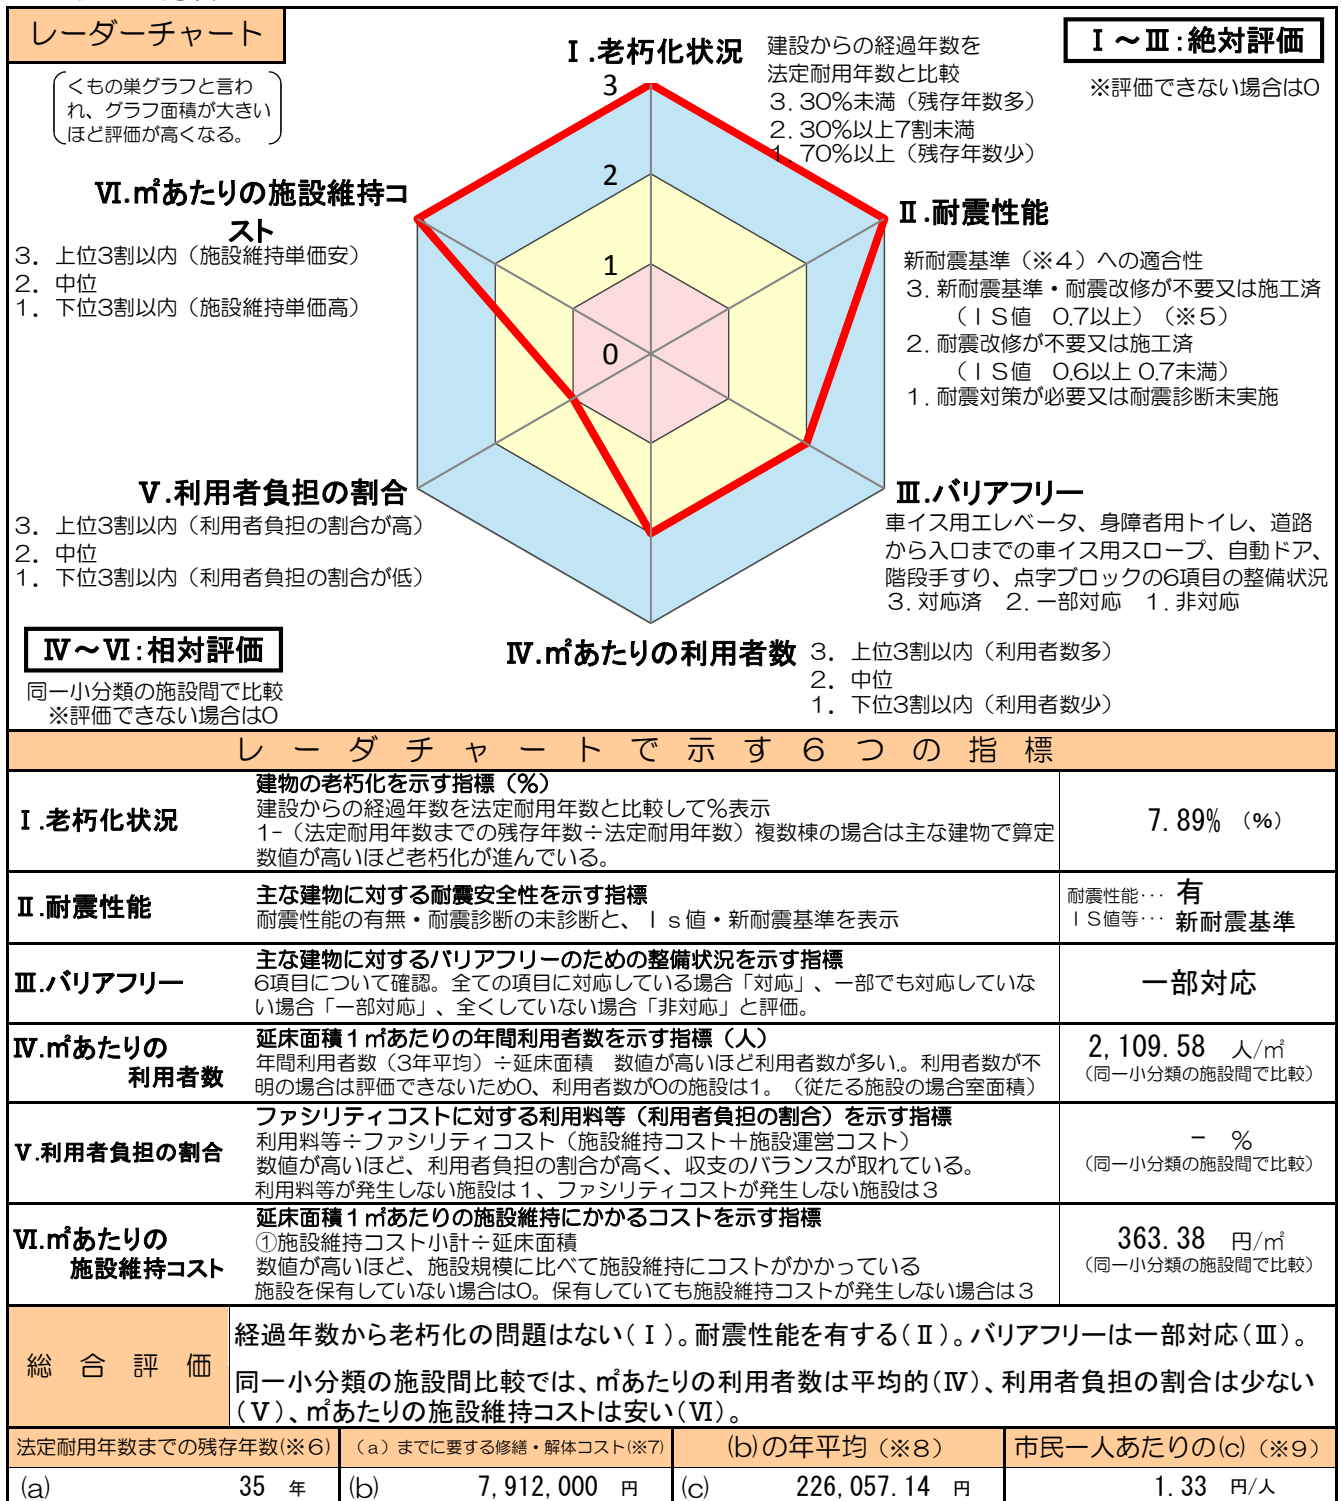 レーダーチャート
くもの巣グラフと言わ
れ、グラフ面積が大きい
ほど評価が高くなる。
Ⅰ.老朽化状況
建設からの経過年数を
法定耐用年数と比較
3. 30%未満（残存年数多）
2. 30%以上7割未満
1. 70%以上（残存年数少）
Ⅰ～Ⅲ:絶対評価
※評価できない場合は0
3
2
1
0
Ⅵ.㎡あたりの施設維持コ
スト
3. 上位3割以内（施設維持単価安）
2. 中位
1. 下位3割以内（施設維持単価高）
Ⅱ.耐震性能
新耐震基準（※4）への適合性
3. 新耐震基準・耐震改修が不要又は施工済
（ＩＳ値 0.7以上）（※5）
2. 耐震改修が不要又は施工済
（ＩＳ値 0.6以上 0.7未満）
1. 耐震対策が必要又は耐震診断未実施
Ⅴ.利用者負担の割合
3. 上位3割以内（利用者負担の割合が高）
2. 中位
1. 下位3割以内（利用者負担の割合が低）
Ⅲ.バリアフリー
車イス用エレベータ、身障者用トイレ、道路
から入口までの車イス用スロープ、自動ドア、
階段手すり、点字ブロックの6項目の整備状況
3. 対応済 2. 一部対応 1. 非対応
Ⅳ～Ⅵ:相対評価
同一小分類の施設間で比較
※評価できない場合は0
Ⅳ.㎡あたりの利用者数
3. 上位3割以内（利用者数多）
2. 中位
1. 下位3割以内（利用者数少）
レーダチャートで示す６つの指標
Ⅰ.老朽化状況
建物の老朽化を示す指標（%）
建設からの経過年数を法定耐用年数と比較して%表示
1-（法定耐用年数までの残存年数÷法定耐用年数）複数棟の場合は主な建物で算定
数値が高いほど老朽化が進んでいる。
7.89% （%）
Ⅱ.耐震性能
主な建物に対する耐震安全性を示す指標
耐震性能の有無・耐震診断の未診断と、Ｉｓ値・新耐震基準を表示
耐震性能･･･ 有
ＩＳ値等･･･ 新耐震基準
Ⅲ.バリアフリー
主な建物に対するバリアフリーのための整備状況を示す指標
6項目について確認。全ての項目に対応している場合「対応」、一部でも対応していな
い場合「一部対応」、全くしていない場合「非対応」と評価。
一部対応
Ⅳ.㎡あたりの
利用者数
延床面積１㎡あたりの年間利用者数を示す指標（人）
年間利用者数（3年平均）÷延床面積 数値が高いほど利用者数が多い。利用者数が不
明の場合は評価できないため0、利用者数が0の施設は1。（従たる施設の場合室面積）
2,109.58 人/㎡
（同一小分類の施設間で比較）
Ⅴ.利用者負担の割合
ファシリティコストに対する利用料等（利用者負担の割合）を示す指標
利用料等÷ファシリティコスト（施設維持コスト＋施設運営コスト）
数値が高いほど、利用者負担の割合が高く、収支のバランスが取れている。
利用料等が発生しない施設は１、ファシリティコストが発生しない施設は３
- %
（同一小分類の施設間で比較）
Ⅵ.㎡あたりの
施設維持コスト
延床面積１㎡あたりの施設維持にかかるコストを示す指標
①施設維持コスト小計÷延床面積
数値が高いほど、施設規模に比べて施設維持にコストがかかっている
施設を保有していない場合は0。保有していても施設維持コストが発生しない場合は３
363.38 円/㎡
（同一小分類の施設間で比較）
総合評価
経過年数から老朽化の問題はない(Ⅰ)。耐震性能を有する(Ⅱ)。バリアフリーは一部対応(Ⅲ)。
同一小分類の施設間比較では、㎡あたりの利用者数は平均的(Ⅳ)、利用者負担の割合は少ない
(Ⅴ)、㎡あたりの施設維持コストは安い(Ⅵ)。
法定耐用年数までの残存年数(※6)
（a）までに要する修繕・解体コスト(※7)
(b)の年平均（※8）
市民一人あたりの(c)（※9）
(a) 35 年
(b) 7,912,000 円
(c) 226,057.14 円
1.33 円/人